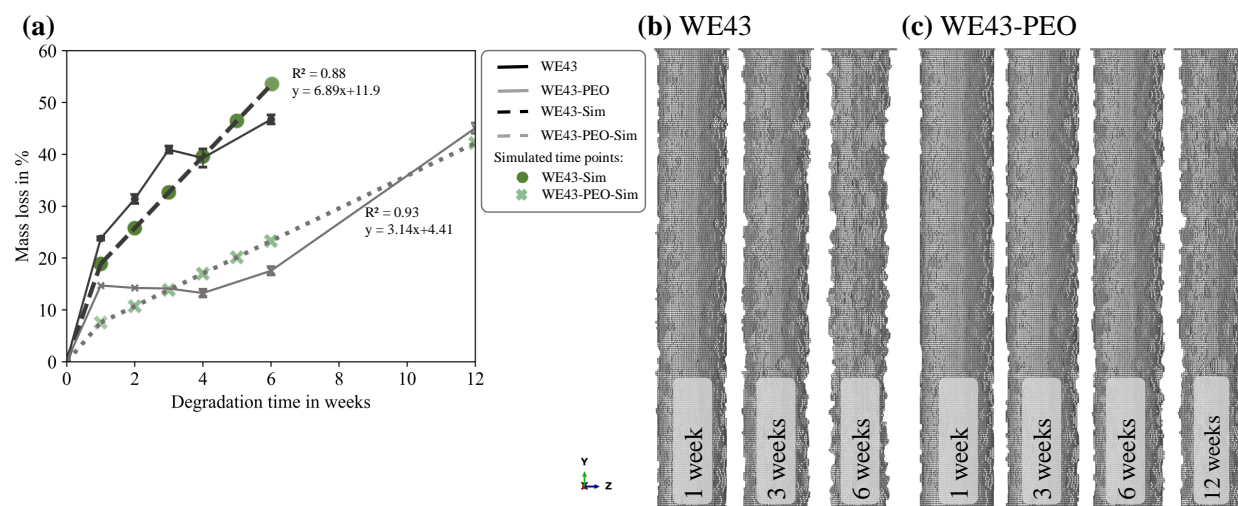 (a)
(b) WE43
(c) WE43-PEO
60
50
40
30
20
10
0
Mass loss in %
0
2
4
6
8
10
12
Degradation time in weeks
R² = 0.88
y = 6.89x+11.9
R² = 0.93
y = 3.14x+4.41
WE43
WE43-PEO
WE43-Sim
WE43-PEO-Sim
Simulated time points:
WE43-Sim
WE43-PEO-Sim
Y
X
Z
1 week
3 weeks
6 weeks
1 week
3 weeks
6 weeks
12 weeks